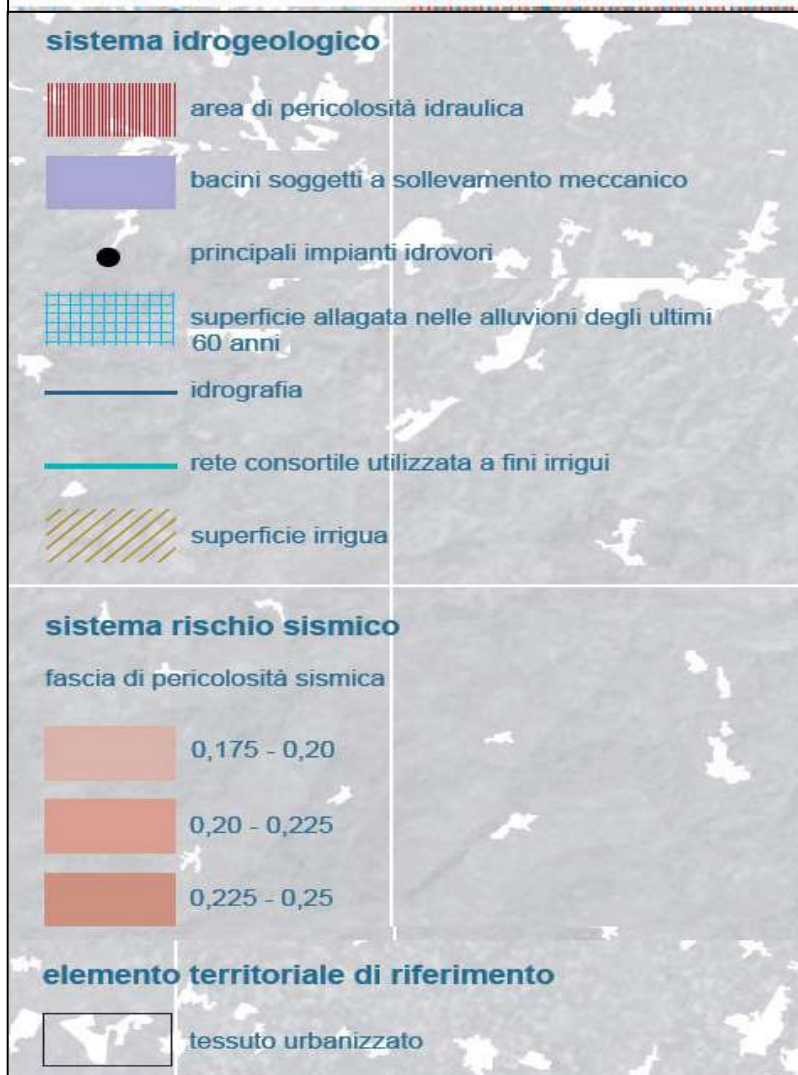 sistema idrogeologico
area di pericolosità idraulica
bacini soggetti a sollevamento meccanico
principali impianti idrovori
superficie allagata nelle alluvioni degli ultimi
60 anni
idrografia
rete consortile utilizzata a fini irrigui
superficie irrigua
sistema rischio sismico
fascia di pericolosità sismica
0,175 - 0,20
0,20 - 0,225
0,225 - 0,25
elemento territoriale di riferimento
tessuto urbanizzato